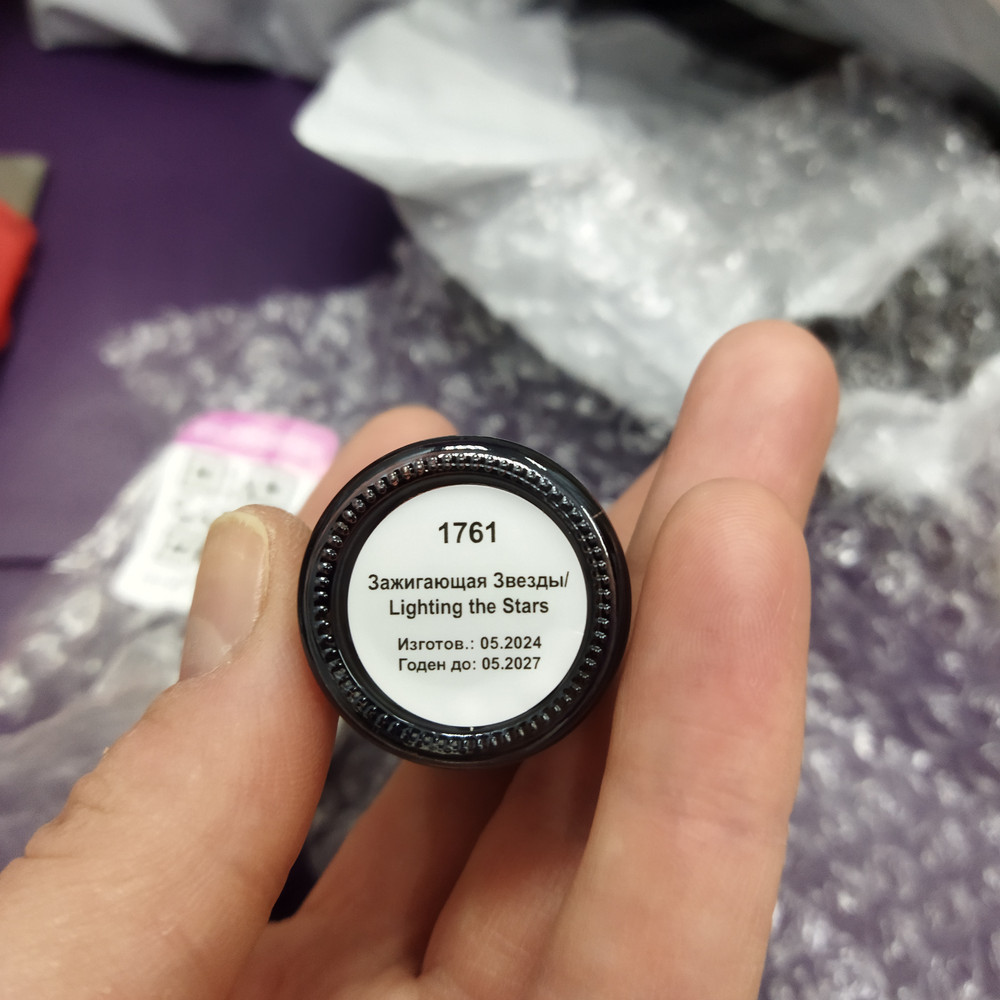 1761
Зажигающая Звезды/
Lighting the Stars
Изготов.: 05.2024
Годен до: 05.2027